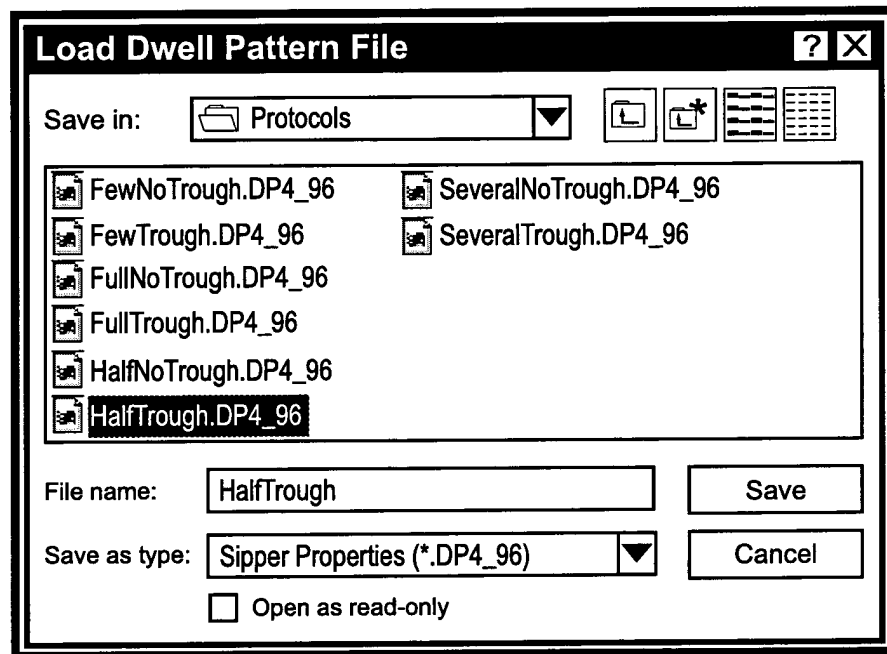 Load Dwell Pattern File ? X
Save in: Protocols *
FewNoTrough.DP4_96
FewTrough.DP4_96
FullNoTrough.DP4_96
FullTrough.DP4_96
HalfNoTrough.DP4_96
HalfTrough.DP4_96
SeveralNoTrough.DP4_96
SeveralTrough.DP4_96
File name: HalfTrough Save
Save as type: Sipper Properties (*.DP4_96) Cancel
Open as read-only